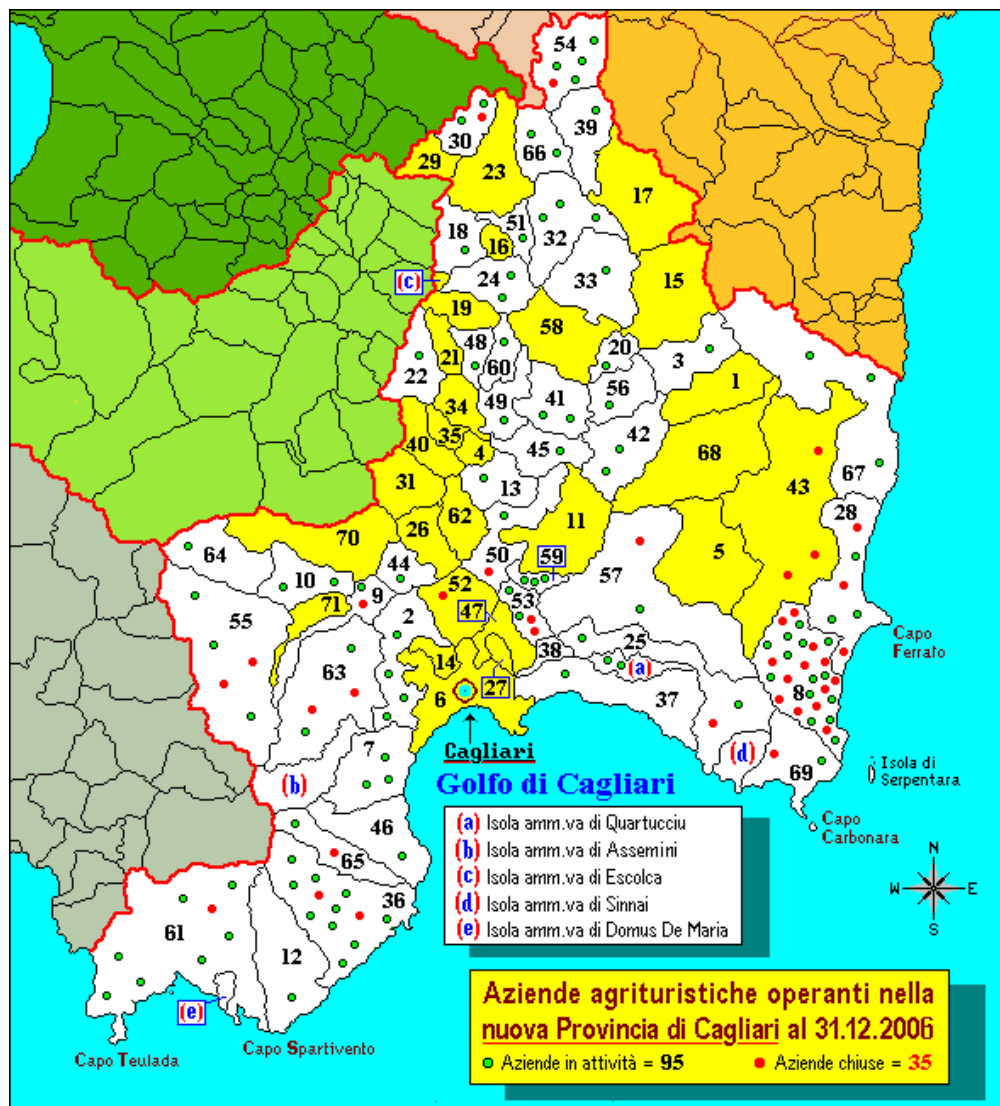 54
30
39
66
29
23
17
18
51
16
32
(c)
24
33
15
19
58
48
20
3
21
60
22
56
1
34
49
41
40
35
4
45
42
68
31
13
67
43
62
11
28
26
70
64
44
50
59
5
10
52
57
9
71
53
55
2
47
38
25
Capo
Ferrato
14
63
(a)
6
27
8
37
7
Cagliari
(d)
69
Isola di
Serpentara
(b)
Golfo di Cagliari
46
Capo
Carbonara
65
(a) Isola amm.va di Quartucciu
(b) Isola amm.va di Assemini
(c) Isola amm.va di Escolca
(d) Isola amm.va di Sinnai
(e) Isola amm.va di Domus De Maria
N
W E
S
36
61
12
(e)
Capo Teulada
Capo Spartivento
Aziende agrituristiche operanti nella
nuova Provincia di Cagliari al 31.12.2006
Aziende in attività = 95 Aziende chiuse = 35